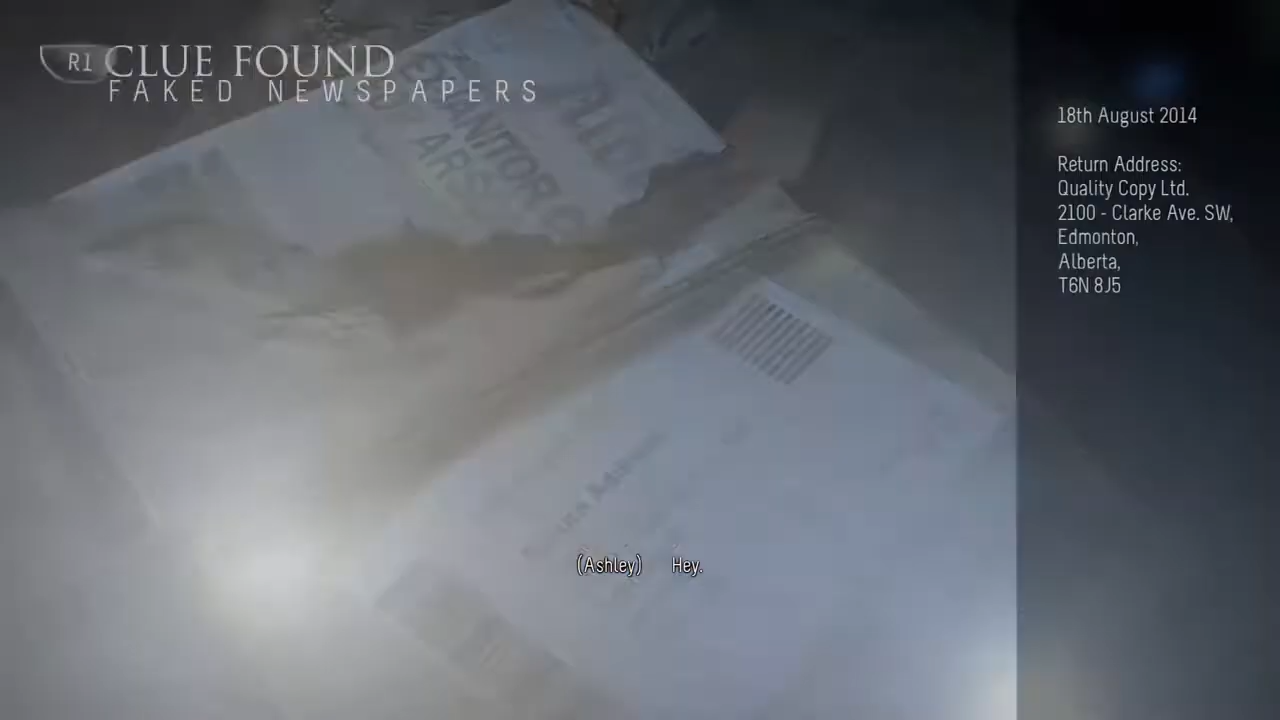 R1 CLUE FOUND
FAKED NEWSPAPERS
18th August 2014
Return Address:
Quality Copy Ltd.
2100 - Clarke Ave. SW,
Edmonton,
Alberta,
T6N 8J5
(Ashley) Hey.